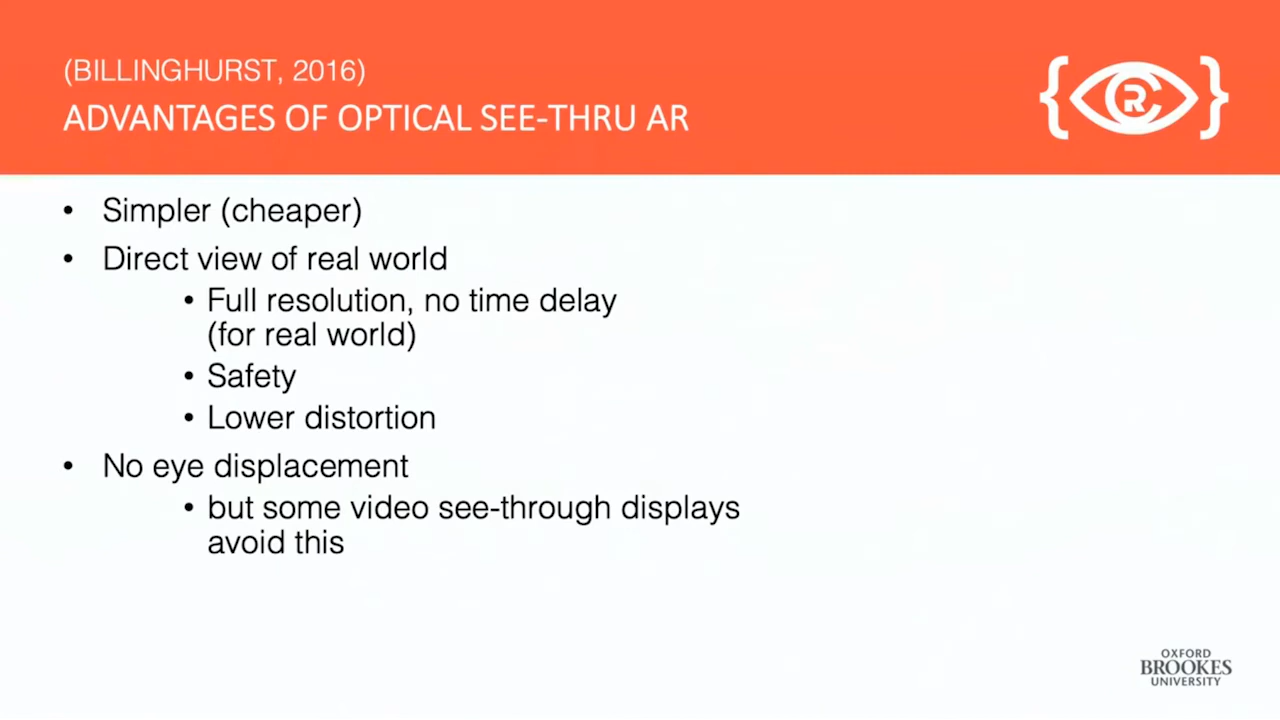 (BILLINGHURST, 2016)
ADVANTAGES OF OPTICAL SEE-THRU AR
{ RC }
• Simpler (cheaper)
• Direct view of real world
• Full resolution, no time delay
(for real world)
• Safety
• Lower distortion
• No eye displacement
• but some video see-through displays
avoid this
OXFORD
BROOKES
UNIVERSITY